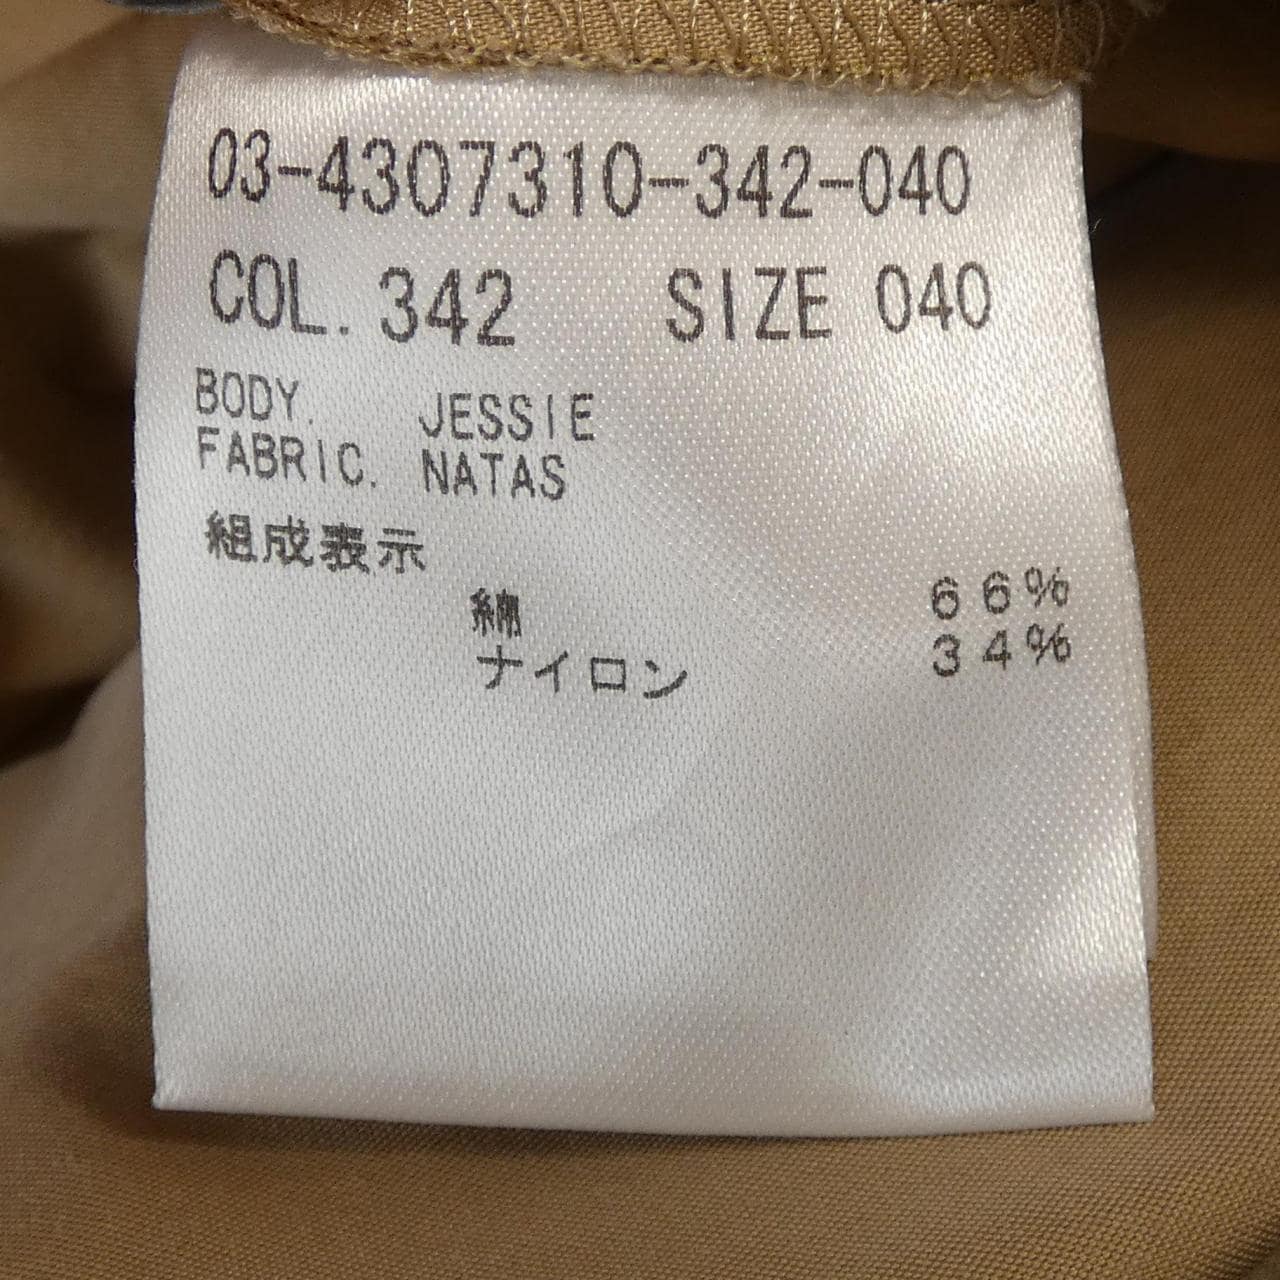 03-4307310-342-040
COL. 342 SIZE 040
BODY. JESSIE
FABRIC. NATAS
組成表示
綿 66%
ナイロン 34%